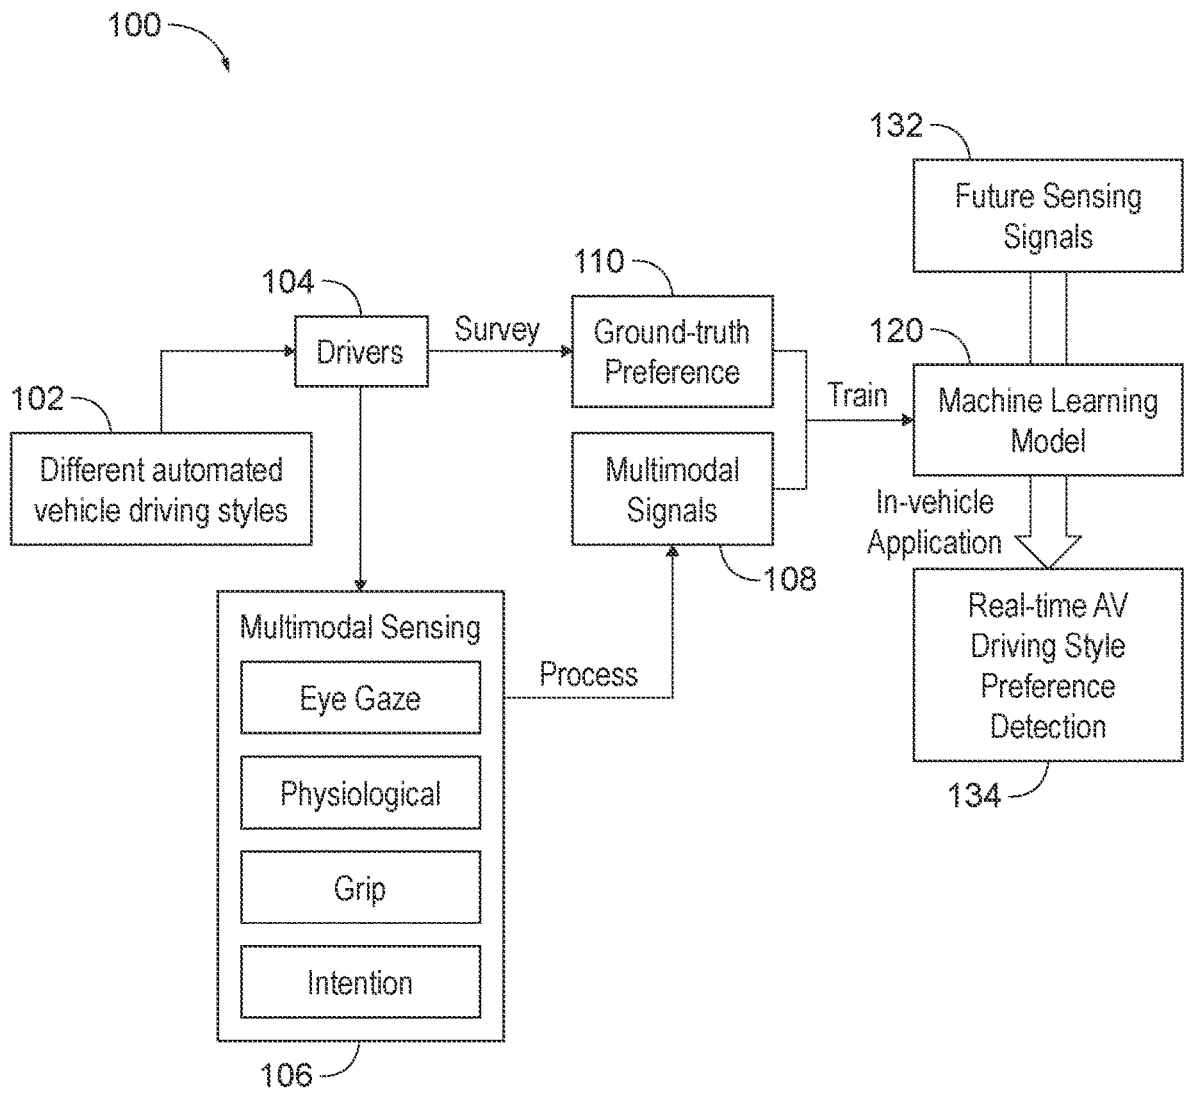 100
132
Future Sensing
Signals
104
Drivers
Survey
110
Ground-truth
Preference
120
Machine Learning
Model
102
Different automated
vehicle driving styles
Train
Multimodal
Signals
108
In-vehicle
Application
Multimodal Sensing
Eye Gaze
Physiological
Grip
Intention
106
Process
Real-time AV
Driving Style
Preference
Detection
134